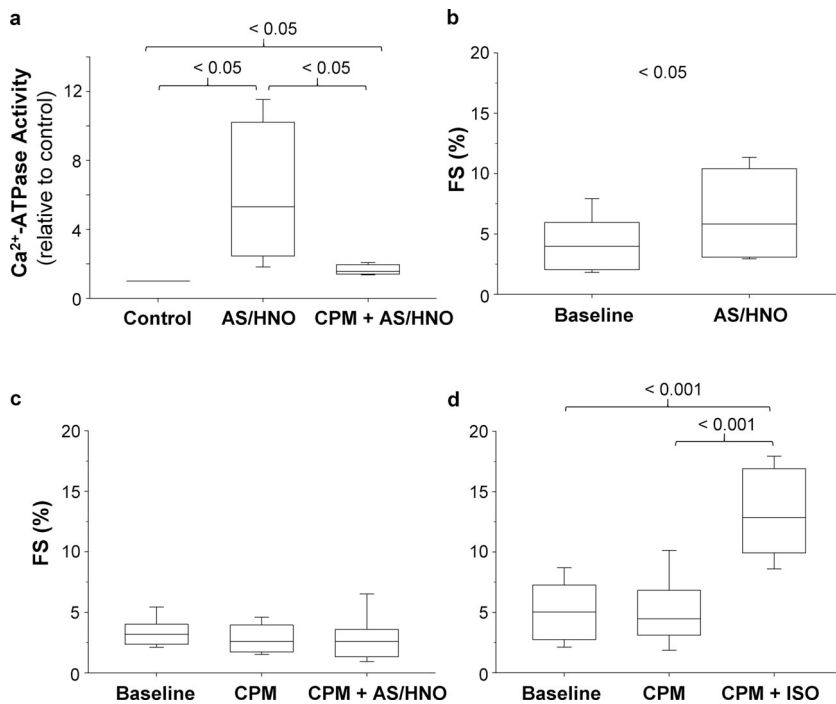 a
< 0.05
< 0.05
< 0.05
Ca²⁺-ATPase Activity
(relative to control)
12
8
4
0
Control
AS/HNO
CPM + AS/HNO
b
< 0.05
FS (%)
20
15
10
5
0
Baseline
AS/HNO
c
FS (%)
20
15
10
5
0
Baseline
CPM
CPM + AS/HNO
d
< 0.001
< 0.001
20
15
10
5
0
Baseline
CPM
CPM + ISO